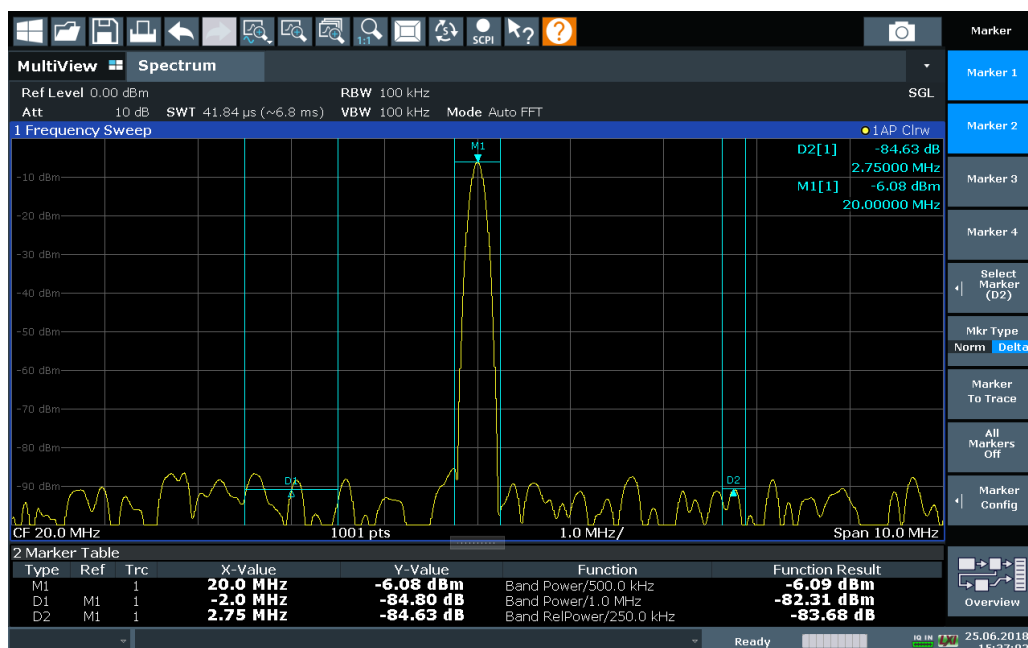 1:1
SCPI
?
?
Marker
MultiView Spectrum
Marker 1
Ref Level 0.00 dBm RBW 100 kHz SGL
Att 10 dB SWT 41.84 µs (~6.8 ms) VBW 100 kHz Mode Auto FFT
1 Frequency Sweep 1AP Clrw
Marker 2
M1
D2[1] -84.63 dB
2.75000 MHz
M1[1] -6.08 dBm
20.00000 MHz
-10 dBm
Marker 3
-20 dBm
Marker 4
-30 dBm
Select
Marker
(D2)
-40 dBm
-50 dBm
Mkr Type
Norm Delta
-60 dBm
Marker
To Trace
-70 dBm
All
Markers
Off
-80 dBm
D1
D2
-90 dBm
Marker
Config
CF 20.0 MHz 1001 pts 1.0 MHz/ Span 10.0 MHz
2 Marker Table
Type Ref Trc X-Value Y-Value Function Function Result
M1 1 20.0 MHz -6.08 dBm Band Power/500.0 kHz -6.09 dBm
D1 M1 1 -2.0 MHz -84.80 dB Band Power/1.0 MHz -82.31 dBm
D2 M1 1 2.75 MHz -84.63 dB Band RelPower/250.0 kHz -83.68 dB
Overview
Ready IQ IN LXI 25.06.2018